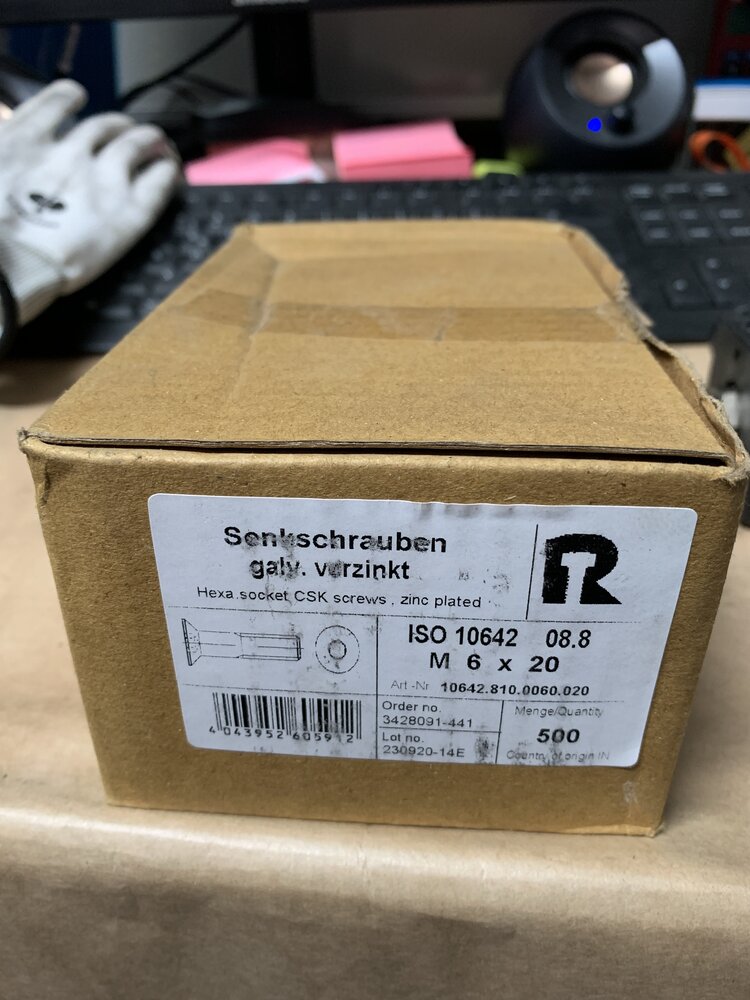 Senkschrauben
galv. verzinkt
Hexa.socket CSK screws , zinc plated
R
ISO 10642 08.8
M 6 x 20
Art-Nr. 10642.810.0060.020
Order no.
3428091-441
Menge/Quantity
500
Lot no.
230920-14E
Country of origin IN
4 043952 60592